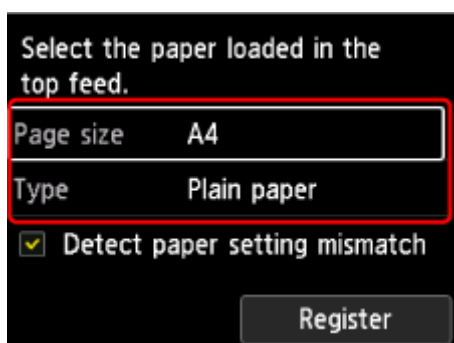 Select the paper loaded in the
top feed.
Page size A4
Type Plain paper
Detect paper setting mismatch
Register